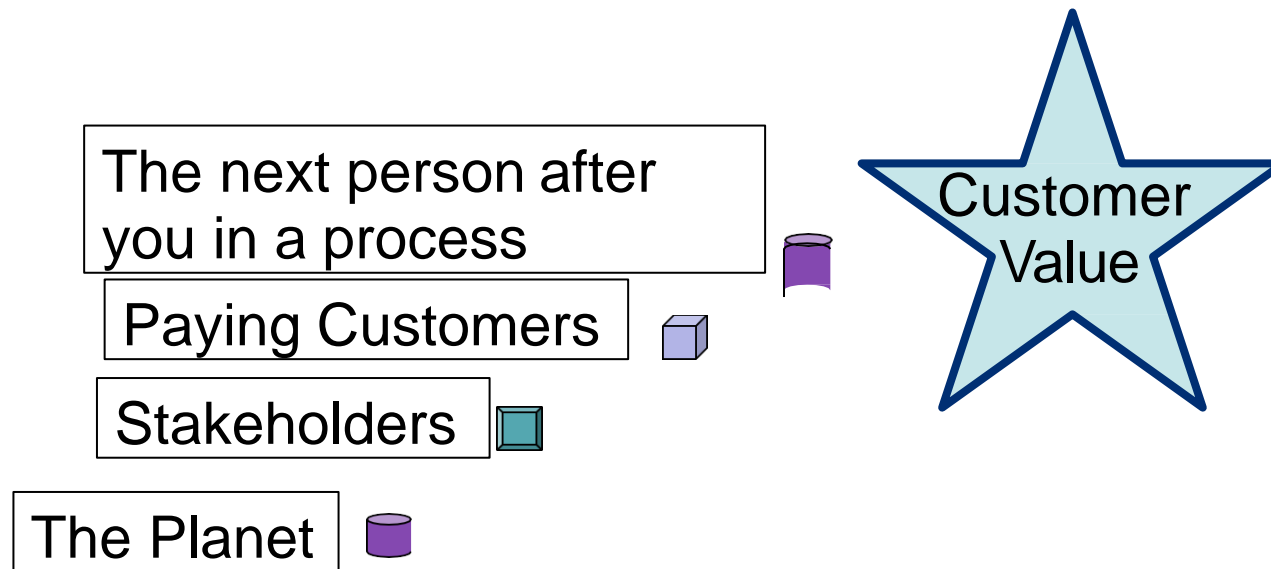 The next person after
you in a process
Paying Customers
Stakeholders
The Planet
Customer
Value